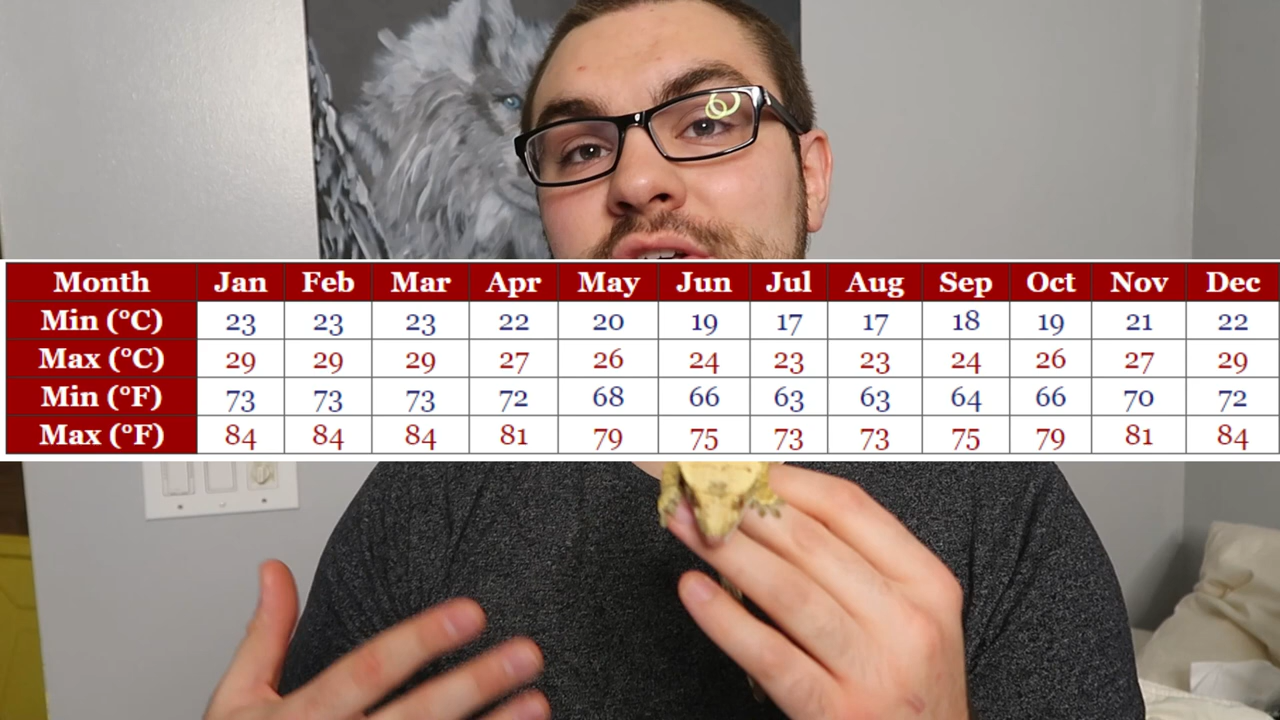 Month Jan Feb Mar Apr May Jun Jul Aug Sep Oct Nov Dec
Min (°C) 23 23 23 22 20 19 17 17 18 19 21 22
Max (°C) 29 29 29 27 26 24 23 23 24 26 27 29
Min (°F) 73 73 73 72 68 66 63 63 64 66 70 72
Max (°F) 84 84 84 81 79 75 73 73 75 79 81 84